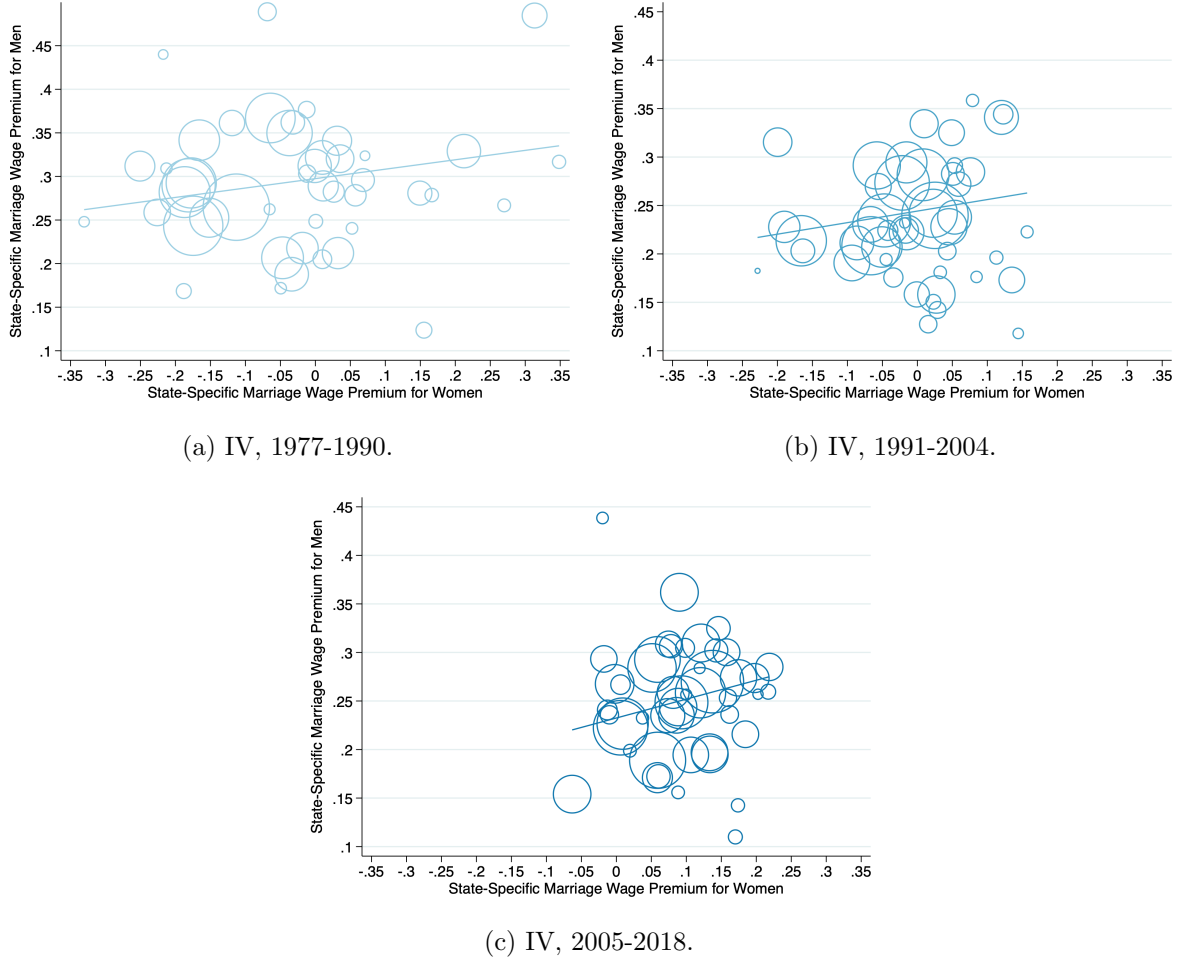 State-Specific Marriage Wage Premium for Men
.45
.4
.35
.3
.25
.2
.15
.1
-.35 -.3 -.25 -.2 -.15 -.1 -.05 0 .05 .1 .15 .2 .25 .3 .35
State-Specific Marriage Wage Premium for Women
(a) IV, 1977-1990.
State-Specific Marriage Wage Premium for Men
.45
.4
.35
.3
.25
.2
.15
.1
-.35 -.3 -.25 -.2 -.15 -.1 -.05 0 .05 .1 .15 .2 .25 .3 .35
State-Specific Marriage Wage Premium for Women
(b) IV, 1991-2004.
State-Specific Marriage Wage Premium for Men
.45
.4
.35
.3
.25
.2
.15
.1
-.35 -.3 -.25 -.2 -.15 -.1 -.05 0 .05 .1 .15 .2 .25 .3 .35
State-Specific Marriage Wage Premium for Women
(c) IV, 2005-2018.